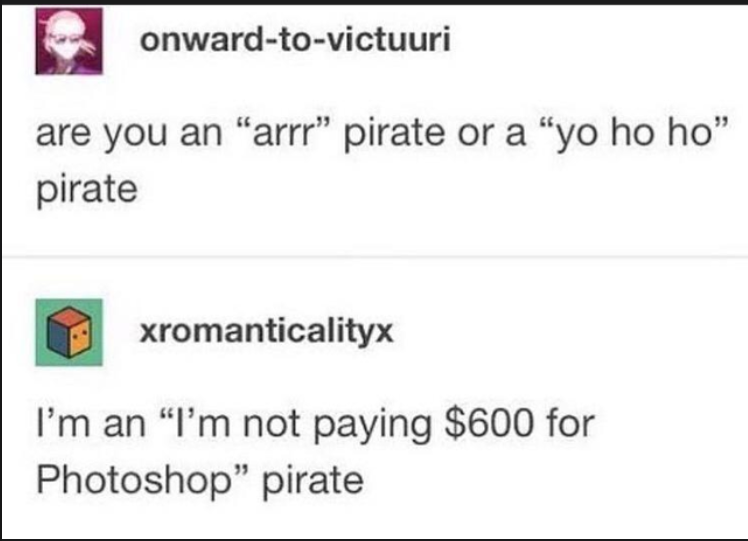 onward-to-victuuri
are you an “arrr” pirate or a “yo ho ho”
pirate
xromanticalityx
I’m an “I’m not paying $600 for
Photoshop” pirate